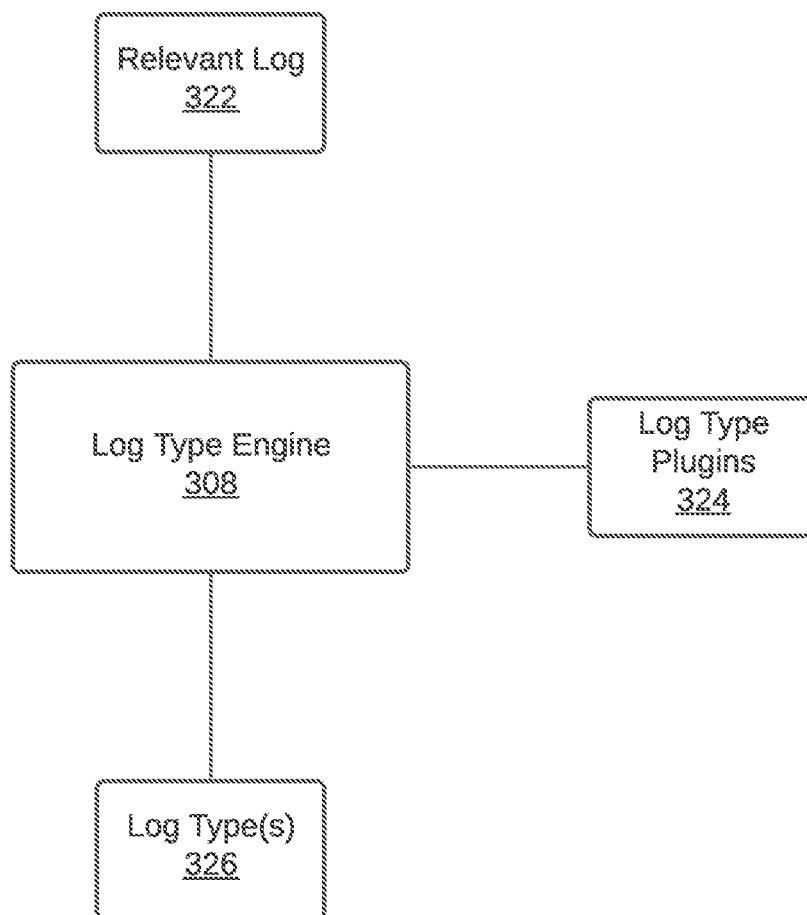 Relevant Log
322
Log Type Engine
308
Log Type
Plugins
324
Log Type(s)
326